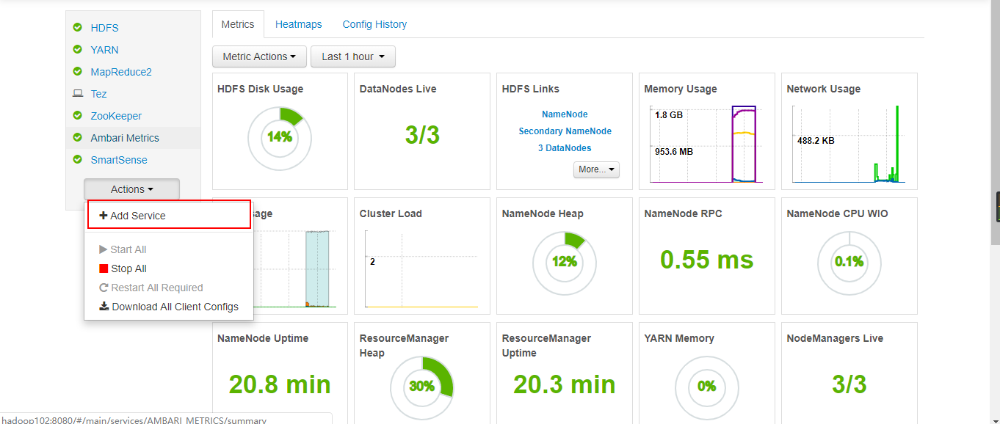 HDFS
YARN
MapReduce2
Tez
ZooKeeper
Ambari Metrics
SmartSense
Actions
Add Service
Start All
Stop All
Restart All Required
Download All Client Configs
Metrics
Heatmaps
Config History
Metric Actions
Last 1 hour
HDFS Disk Usage
14%
DataNodes Live
3/3
HDFS Links
NameNode
Secondary NameNode
3 DataNodes
More...
Memory Usage
1.8 GB
953.6 MB
Network Usage
488.2 KB
Cluster Load
2
NameNode Heap
12%
NameNode RPC
0.55 ms
NameNode CPU WIO
0.1%
NameNode Uptime
20.8 min
ResourceManager
Heap
30%
ResourceManager
Uptime
20.3 min
YARN Memory
0%
NodeManagers Live
3/3
hadoop102:8080/#/main/services/AMBARI_METRICS/summary